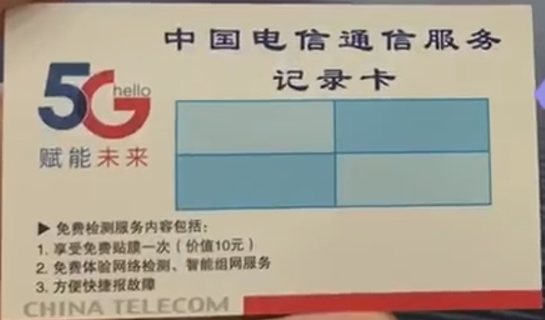 中国电信通信服务
记录卡
5G hello
赋能未来
▶ 免费检测服务内容包括:
1. 享受免费贴膜一次（价值10元）
2. 免费体验网络检测、智能组网服务
3. 方便快捷报故障
CHINA TELECOM